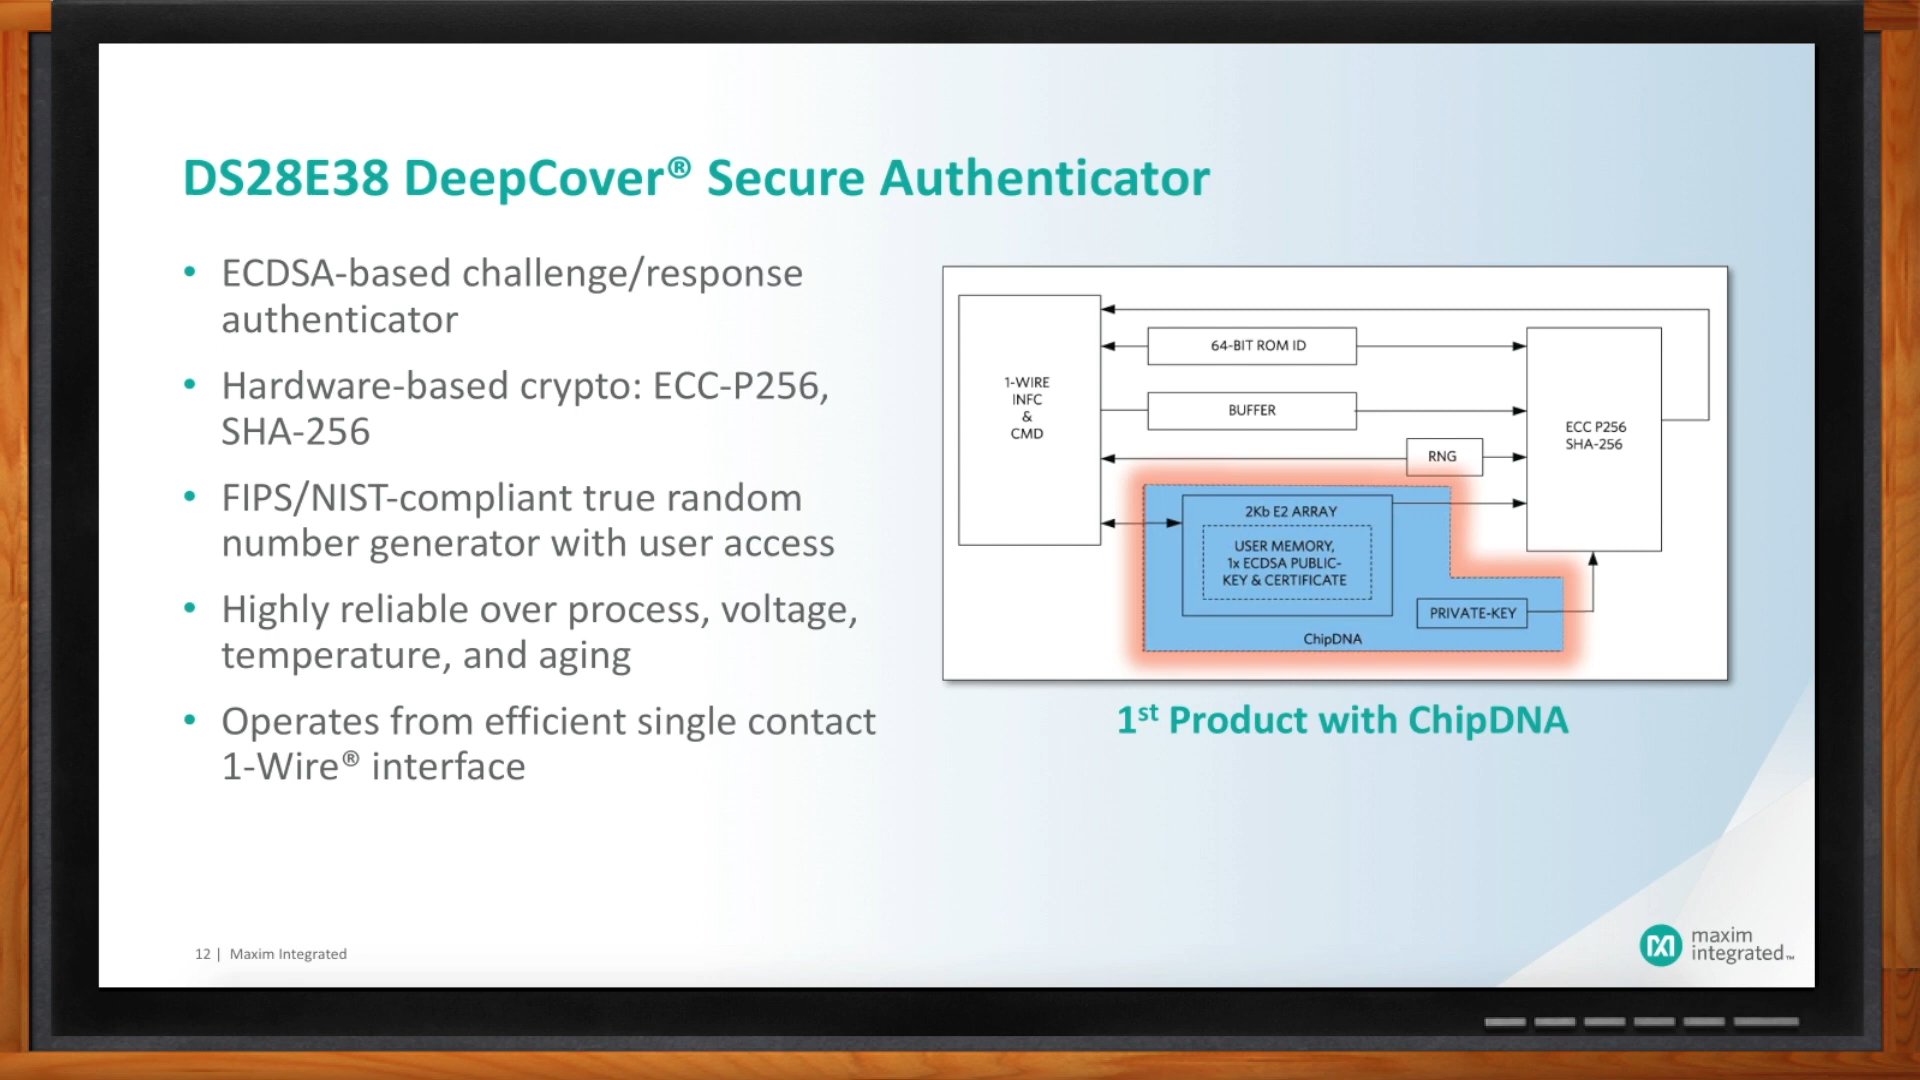 DS28E38 DeepCover® Secure Authenticator
• ECDSA-based challenge/response
authenticator
• Hardware-based crypto: ECC-P256,
SHA-256
• FIPS/NIST-compliant true random
number generator with user access
• Highly reliable over process, voltage,
temperature, and aging
• Operates from efficient single contact
1-Wire® interface
1-WIRE
INFC
&
CMD
64-BIT ROM ID
BUFFER
RNG
ECC P256
SHA-256
2Kb E2 ARRAY
USER MEMORY,
1x ECDSA PUBLIC-
KEY & CERTIFICATE
PRIVATE-KEY
ChipDNA
1st Product with ChipDNA
12 | Maxim Integrated
maxim
integrated™